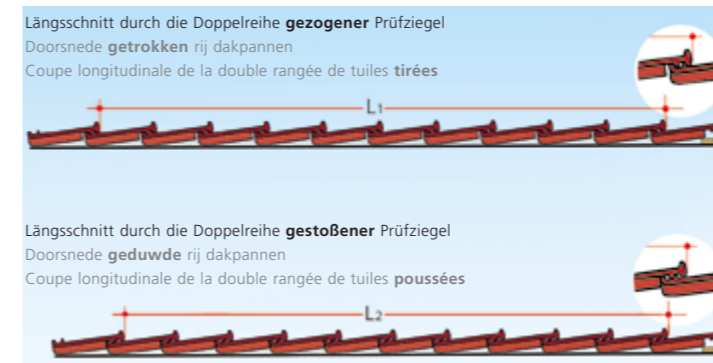 Längsschnitt durch die Doppelreihe gezogener Prüfziegel
Doorsnede getrokken rij dakpannen
Coupe longitudinale de la double rangée de tuiles tirées
L1
Längsschnitt durch die Doppelreihe gestoßener Prüfziegel
Doorsnede geduwde rij dakpannen
Coupe longitudinale de la double rangée de tuiles poussées
L2